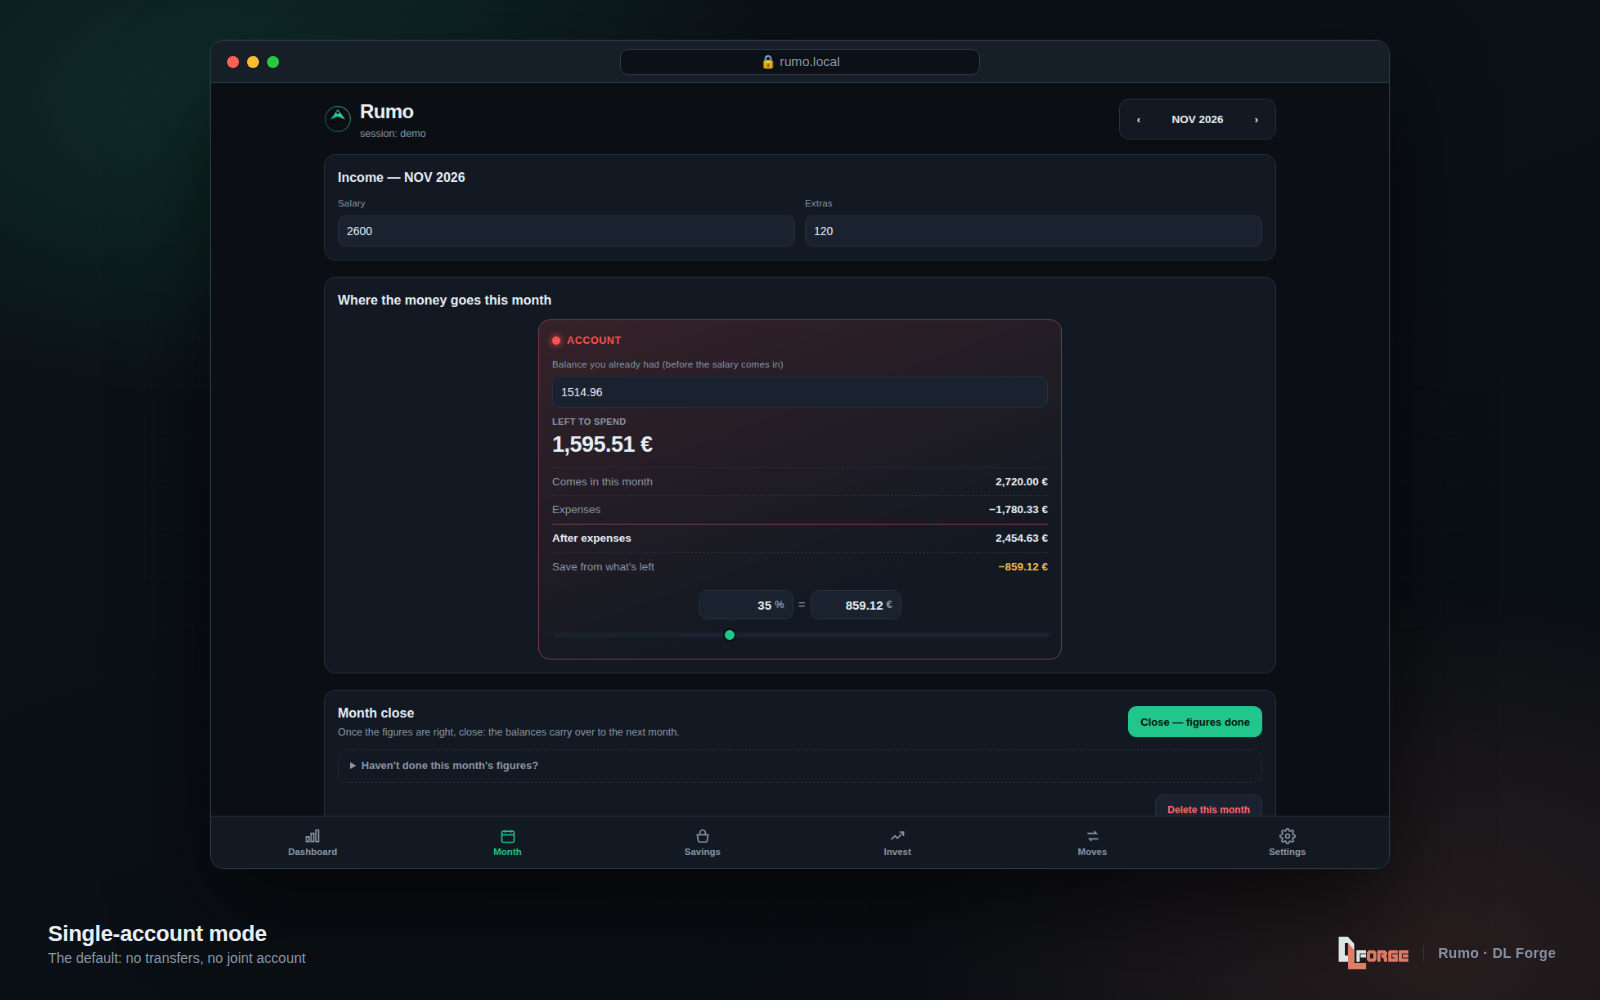 🔒 rumo.local
Rumo
session: demo
‹ NOV 2026 ›
Income — NOV 2026
Salary
Extras
2600
120
Where the money goes this month
ACCOUNT
Balance you already had (before the salary comes in)
1514.96
LEFT TO SPEND
1,595.51 €
Comes in this month 2,720.00 €
Expenses −1,780.33 €
After expenses 2,454.63 €
Save from what's left −859.12 €
35 % = 859.12 €
Month close
Once the figures are right, close: the balances carry over to the next month.
Close — figures done
▶ Haven't done this month's figures?
Delete this month
Dashboard
Month
Savings
Invest
Moves
Settings
Single-account mode
The default: no transfers, no joint account
DL FORGE
Rumo · DL Forge